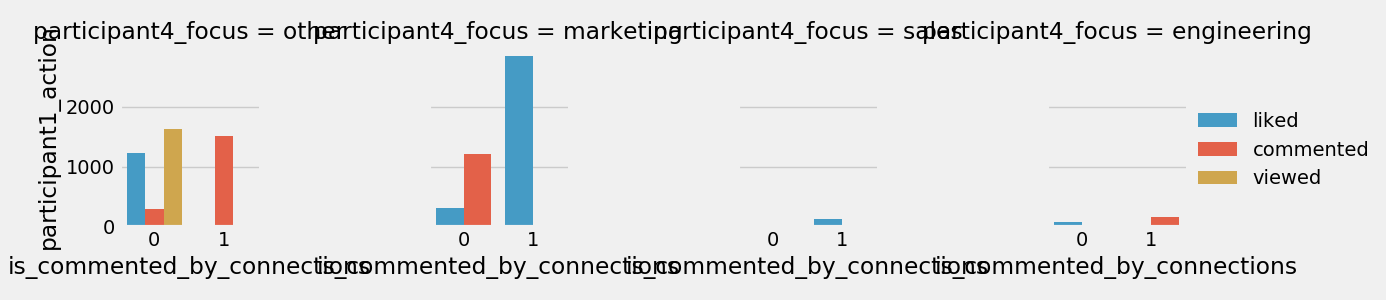 participant4_focus = other
participant4_focus = marketing
participant4_focus = sales
participant4_focus = engineering
participant1_action
2000
1000
0
0 1
0 1
0 1
0 1
is_commented_by_connections
is_commented_by_connections
is_commented_by_connections
is_commented_by_connections
liked
commented
viewed